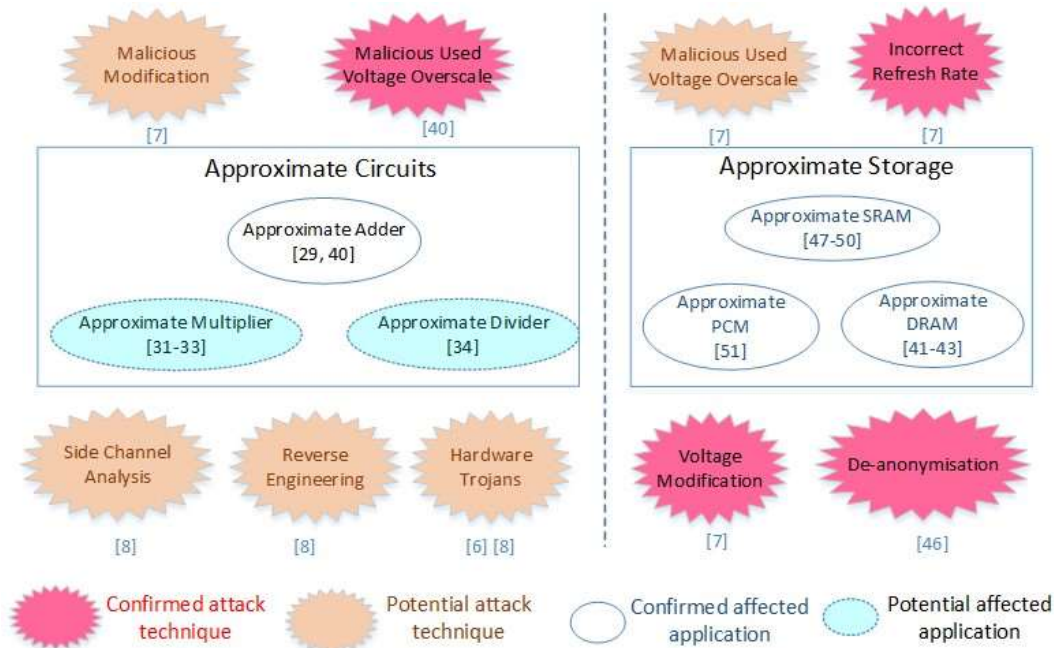 Malicious
Modification
[7]
Malicious Used
Voltage Overscale
[40]
Malicious Used
Voltage Overscale
[7]
Incorrect
Refresh Rate
[7]
Approximate Circuits
Approximate Adder
[29, 40]
Approximate Multiplier
[31-33]
Approximate Divider
[34]
Approximate Storage
Approximate SRAM
[47-50]
Approximate
PCM
[51]
Approximate
DRAM
[41-43]
Side Channel
Analysis
[8]
Reverse
Engineering
[8]
Hardware
Trojans
[6] [8]
Voltage
Modification
[7]
De-anonymisation
[46]
Confirmed attack
technique
Potential attack
technique
Confirmed affected
application
Potential affected
application